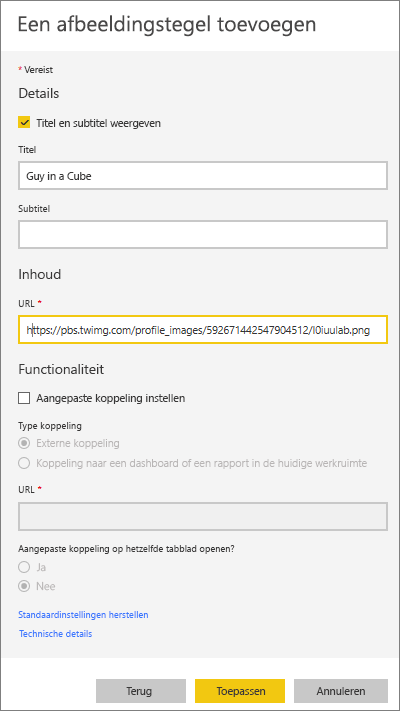 Een afbeeldingstegel toevoegen
* Vereist
Details
Titel en subtitel weergeven
Titel
Guy in a Cube
Subtitel
Inhoud
URL *
https://pbs.twimg.com/profile_images/592671442547904512/l0iuulab.png
Functionaliteit
Aangepaste koppeling instellen
Type koppeling
Externe koppeling
Koppeling naar een dashboard of een rapport in de huidige werkruimte
URL *
Aangepaste koppeling op hetzelfde tabblad openen?
Ja
Nee
Standaardinstellingen herstellen
Technische details
Terug Toepassen Annuleren